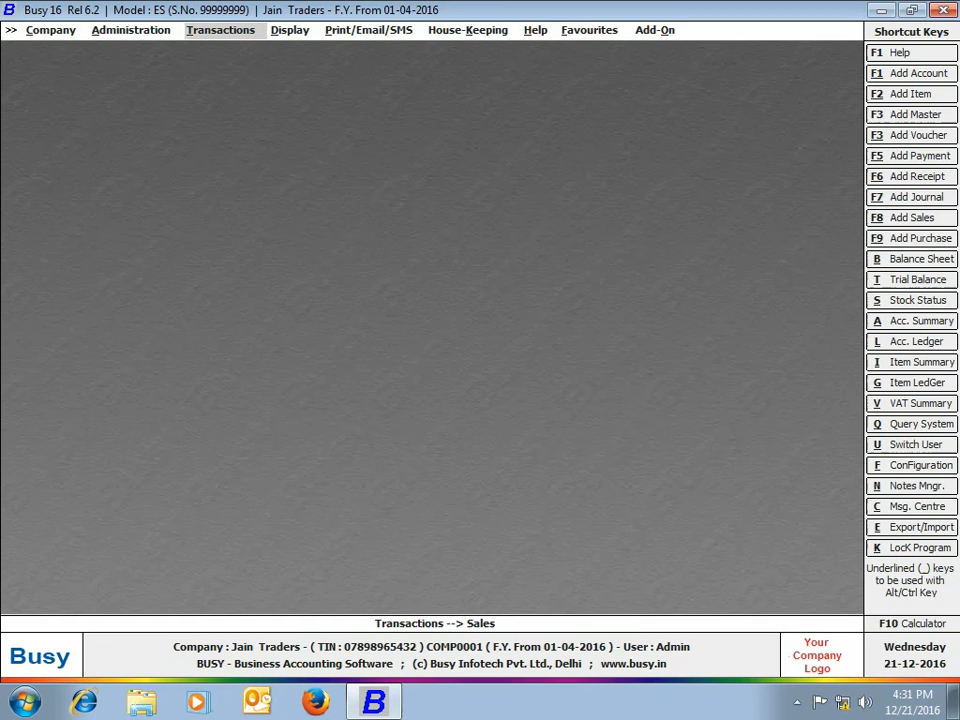 Busy 16 Rel 6.2 | Model : ES (S.No. 99999999) | Jain Traders - F.Y. From 01-04-2016
>> Company Administration Transactions Display Print/Email/SMS House-Keeping Help Favourites Add-On
Shortcut Keys
F1 Help
F1 Add Account
F2 Add Item
F3 Add Master
F3 Add Voucher
F5 Add Payment
F6 Add Receipt
F7 Add Journal
F8 Add Sales
F9 Add Purchase
B Balance Sheet
T Trial Balance
S Stock Status
A Acc. Summary
L Acc. Ledger
I Item Summary
G Item LedGer
V VAT Summary
Q Query System
U Switch User
F ConFiguration
N Notes Mngr.
C Msg. Centre
E Export/Import
K LocK Program
Underlined (_) keys
to be used with
Alt/Ctrl Key
Transactions --> Sales
F10 Calculator
Busy
Company : Jain Traders - ( TIN : 07898965432 ) COMP0001 ( F.Y. From 01-04-2016 ) - User : Admin
BUSY - Business Accounting Software ; (c) Busy Infotech Pvt. Ltd., Delhi ; www.busy.in
Your
Company
Logo
Wednesday
21-12-2016
4:31 PM
12/21/2016